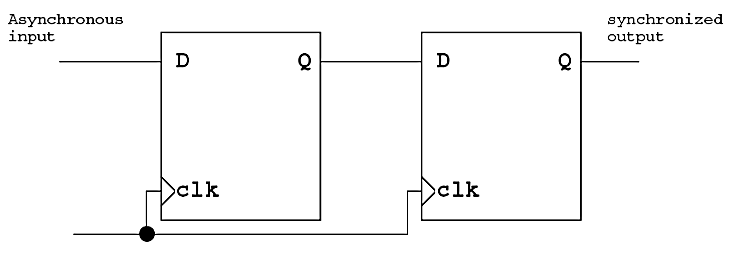 Asynchronous
input
synchronized
output
D
Q
D
Q
clk
clk